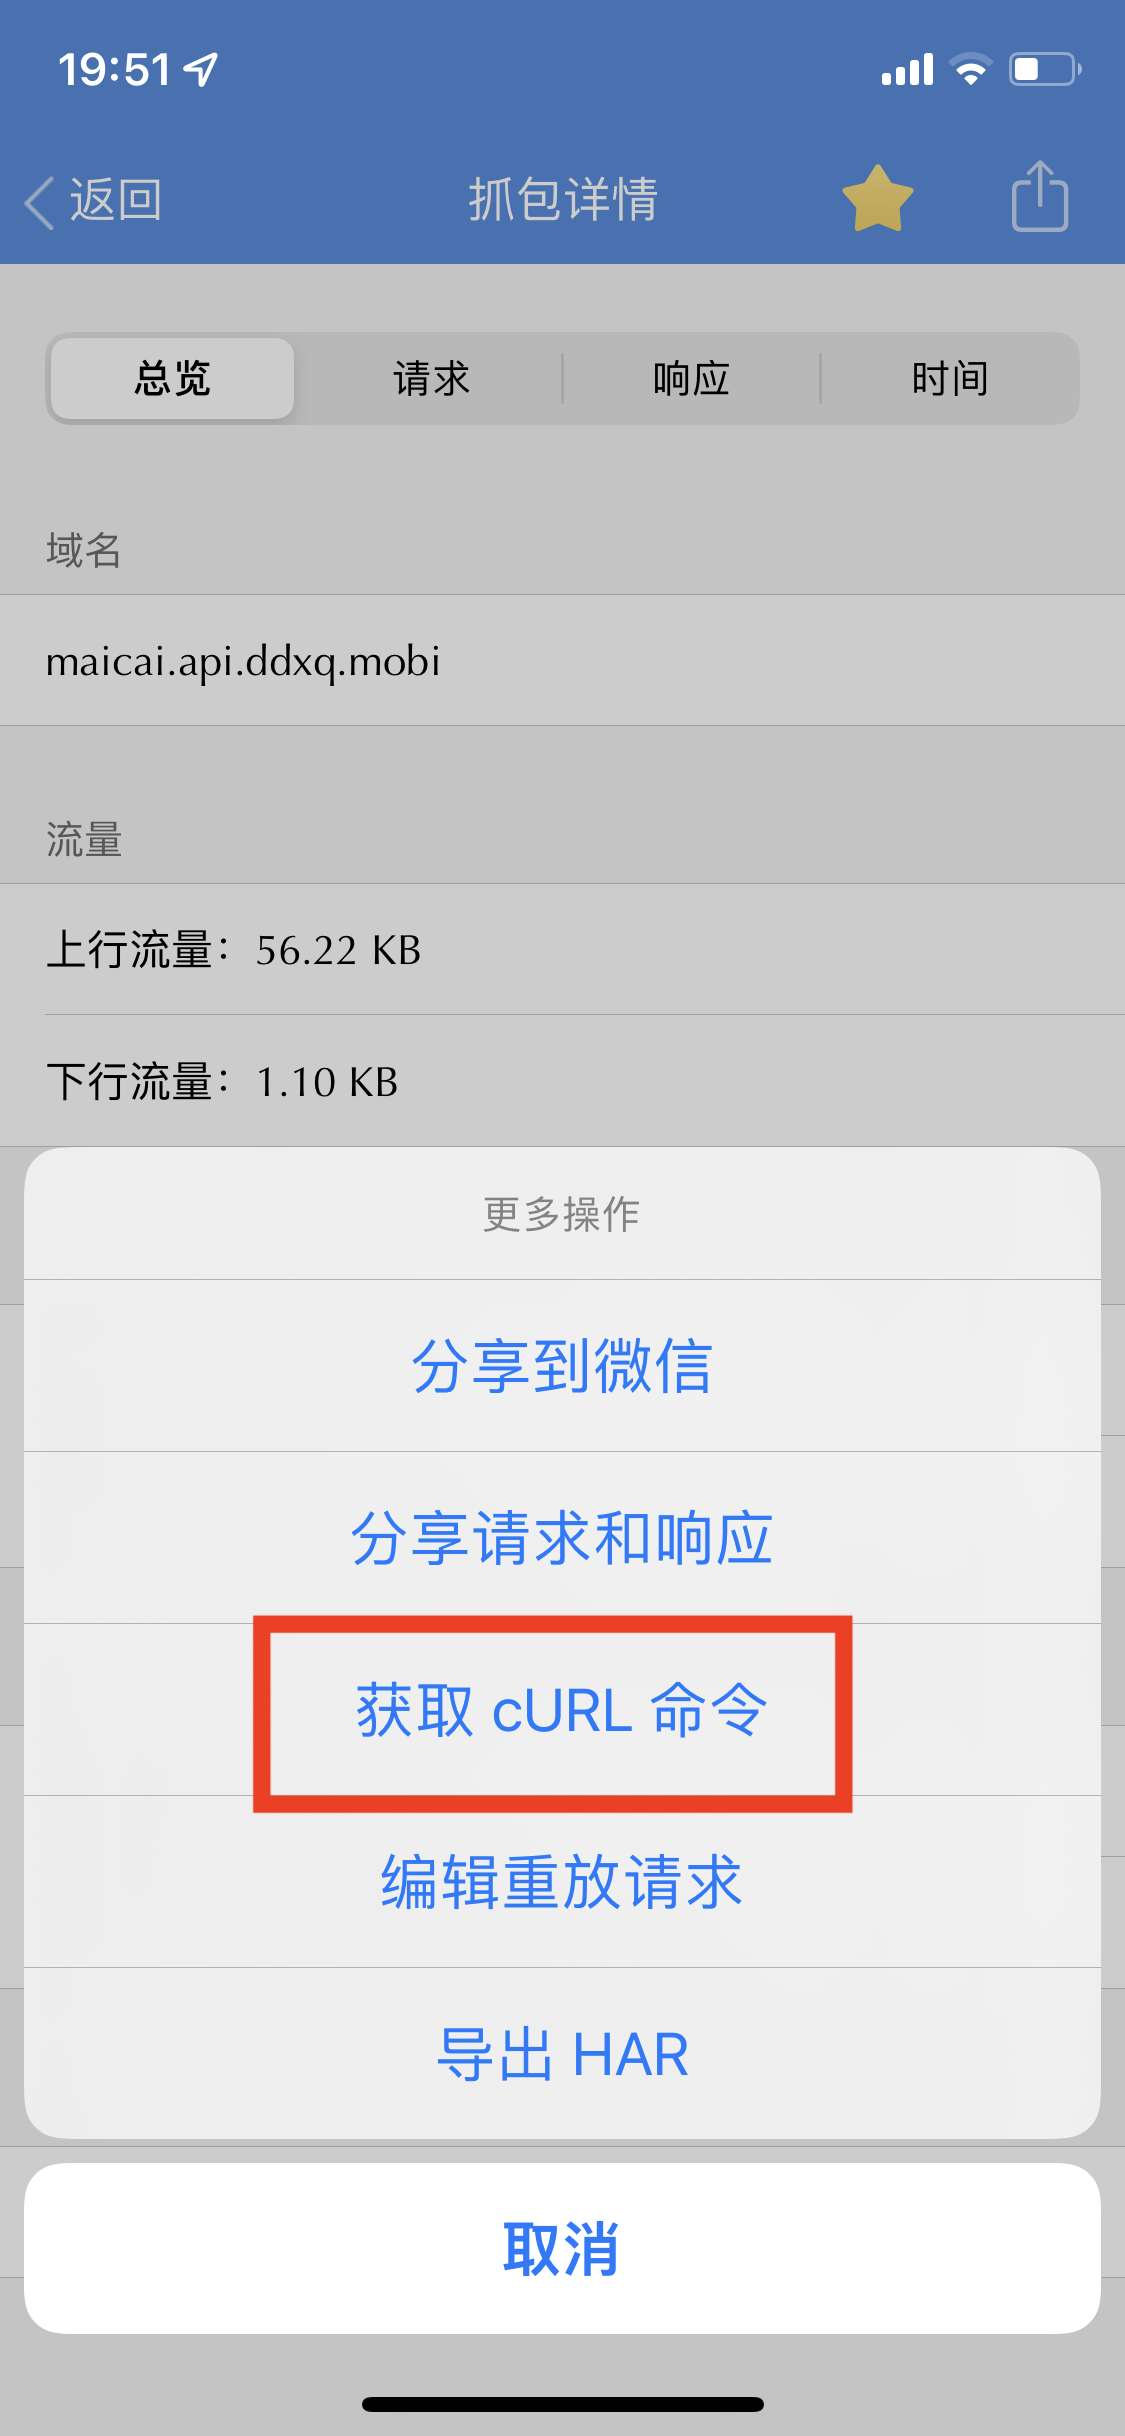 19:51
返回
抓包详情
总览
请求
响应
时间
域名
maicai.api.ddxq.mobi
流量
上行流量：56.22 KB
下行流量：1.10 KB
更多操作
分享到微信
分享请求和响应
获取 cURL 命令
编辑重放请求
导出 HAR
取消